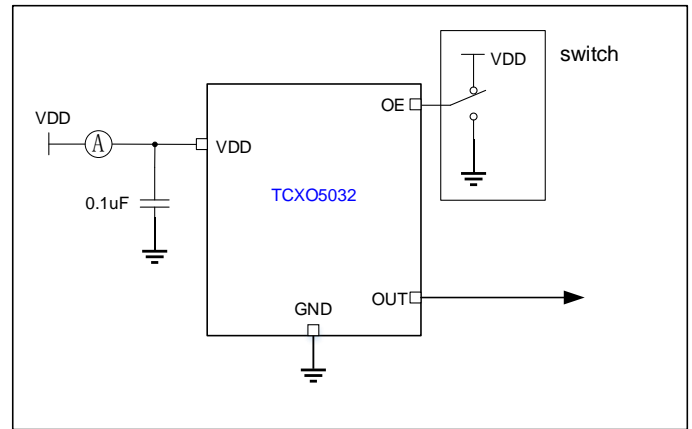 switch
VDD
OE
VDD
A
VDD
0.1uF
TCXO5032
OUT
GND